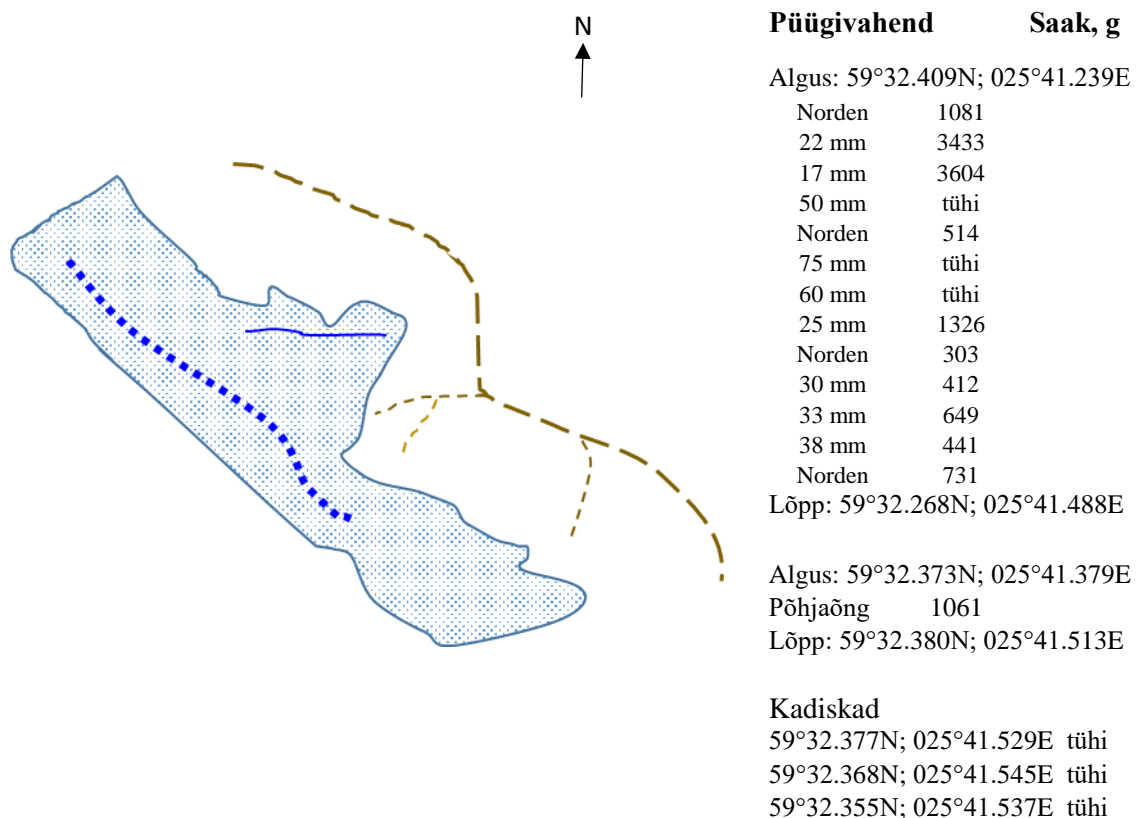 N
Püügivahend Saak, g
Algus: 59°32.409N; 025°41.239E
Norden 1081
22 mm 3433
17 mm 3604
50 mm tühi
Norden 514
75 mm tühi
60 mm tühi
25 mm 1326
Norden 303
30 mm 412
33 mm 649
38 mm 441
Norden 731
Lõpp: 59°32.268N; 025°41.488E
Algus: 59°32.373N; 025°41.379E
Põhjaõng 1061
Lõpp: 59°32.380N; 025°41.513E
Kadiskad
59°32.377N; 025°41.529E tühi
59°32.368N; 025°41.545E tühi
59°32.355N; 025°41.537E tühi